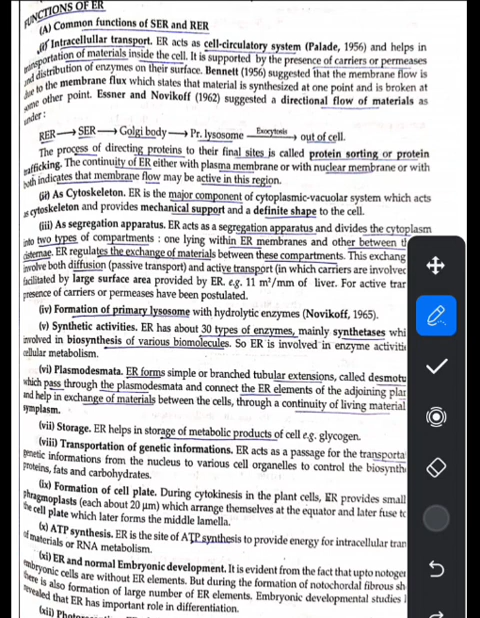 FUNCTIONS OF ER
(A) Common functions of SER and RER
(i) Intracellullar transport. ER acts as cell-circulatory system (Palade, 1956) and helps in
transportation of materials inside the cell. It is supported by the presence of carriers or permeases
and distribution of enzymes on their surface. Bennett (1956) suggested that the membrane flow is
due to the membrane flux which states that material is synthesized at one point and is broken at
some other point. Essner and Novikoff (1962) suggested a directional flow of materials as
under :
RER → SER → Golgi body → Pr. lysosome Exocytosis → out of cell.
The process of directing proteins to their final sites is called protein sorting or protein
trafficking. The continuity of ER either with plasma membrane or with nuclear membrane or with
both indicates that membrane flow may be active in this region.
(ii) As Cytoskeleton. ER is the major component of cytoplasmic-vacuolar system which acts
as cytoskeleton and provides mechanical support and a definite shape to the cell.
(iii) As segregation apparatus. ER acts as a segregation apparatus and divides the cytoplasm
into two types of compartments : one lying within ER membranes and other between th
cisternae. ER regulates the exchange of materials between these compartments. This exchang
involve both diffusion (passive transport) and active transport (in which carriers are involved
facilitated by large surface area provided by ER. e.g. 11 m²/mm of liver. For active tran
presence of carriers or permeases have been postulated.
(iv) Formation of primary lysosome with hydrolytic enzymes (Novikoff, 1965).
(v) Synthetic activities. ER has about 30 types of enzymes, mainly synthetases whi
involved in biosynthesis of various biomolecules. So ER is involved in enzyme activiti
cellular metabolism.
(vi) Plasmodesmata. ER forms simple or branched tubular extensions, called desmotu
which pass through the plasmodesmata and connect the ER elements of the adjoining plan
and help in exchange of materials between the cells, through a continuity of living material
symplasm.
(vii) Storage. ER helps in storage of metabolic products of cell e.g. glycogen.
(viii) Transportation of genetic informations. ER acts as a passage for the transporta
genetic informations from the nucleus to various cell organelles to control the biosynth
proteins, fats and carbohydrates.
(ix) Formation of cell plate. During cytokinesis in the plant cells, ER provides small
phragmoplasts (each about 20 µm) which arrange themselves at the equator and later fuse to
the cell plate which later forms the middle lamella.
(x) ATP synthesis. ER is the site of ATP synthesis to provide energy for intracellular tran
of materials or RNA metabolism.
(xi) ER and normal Embryonic development. It is evident from the fact that upto notoger
embryonic cells are without ER elements. But during the formation of notochordal fibrous sh
there is also formation of large number of ER elements. Embryonic developmental studies
revealed that ER has important role in differentiation.
(xii)